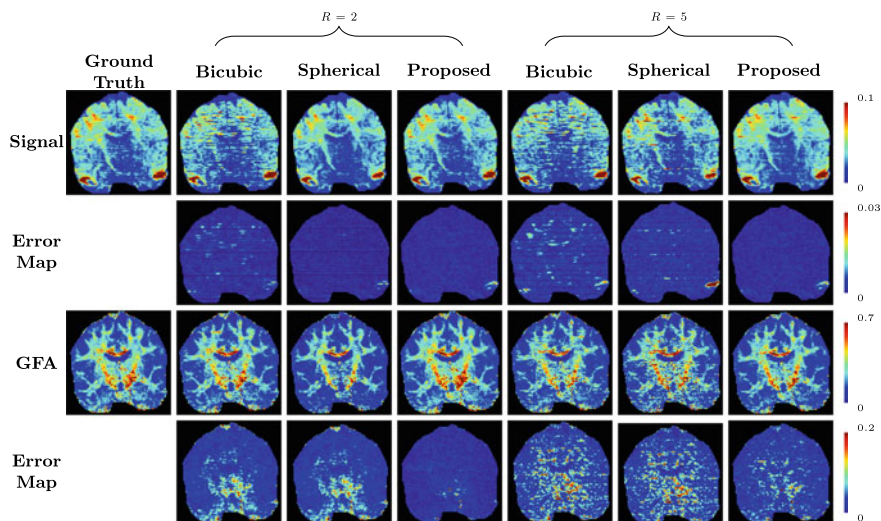 R = 2
R = 5
Ground
Truth
Bicubic
Spherical
Proposed
Bicubic
Spherical
Proposed
Signal
0.1
0
Error
Map
0.03
0
GFA
0.7
0
Error
Map
0.2
0